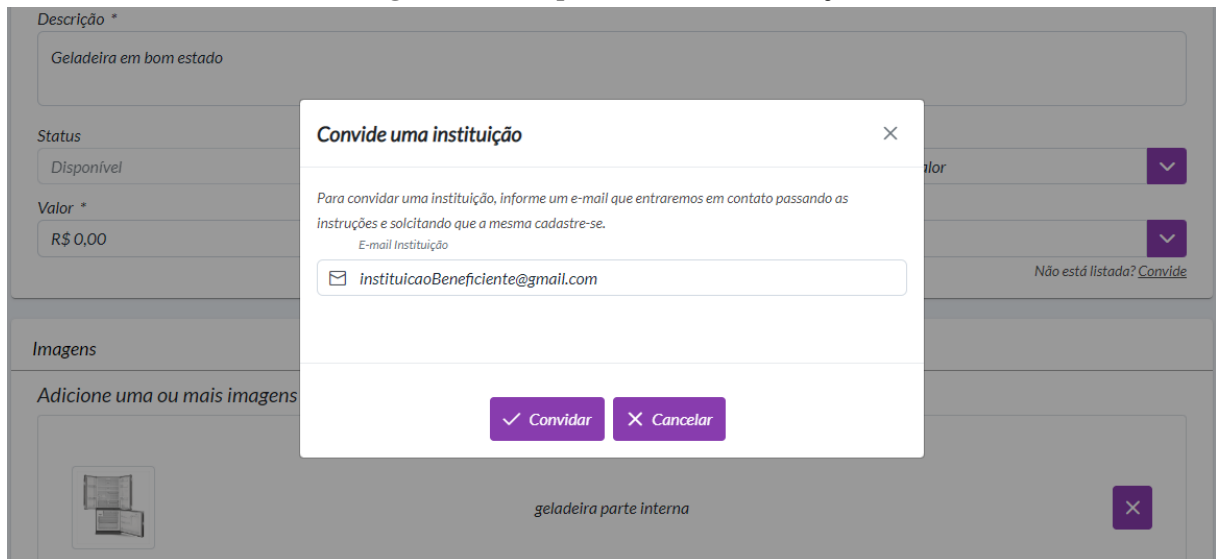 Descrição *
Geladeira em bom estado
Status
Disponível
Valor *
R$ 0,00
Convide uma instituição
Para convidar uma instituição, informe um e-mail que entraremos em contato passando as
instruções e solcitando que a mesma cadastre-se.
E-mail Instituição
instituicaoBeneficiente@gmail.com
Convidar
Cancelar
Não está listada? Convide
Imagens
Adicione uma ou mais imagens
geladeira parte interna